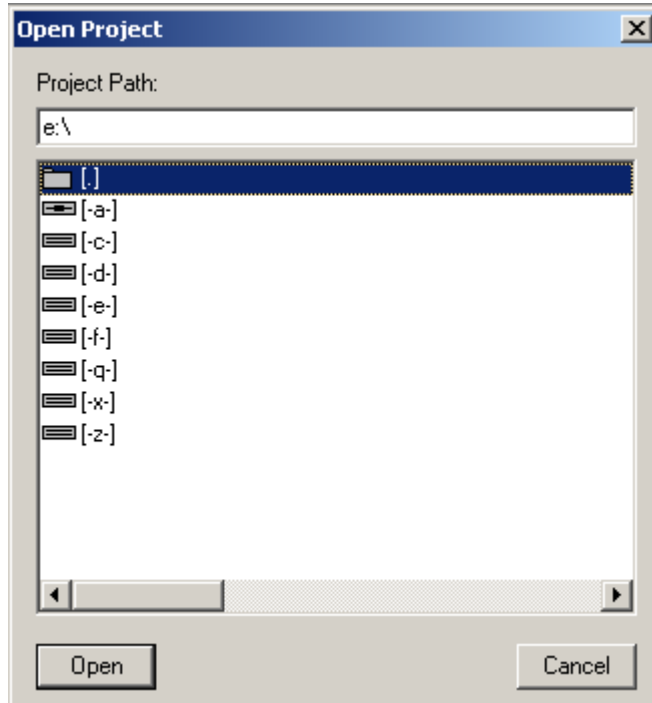 Open Project
Project Path:
e:\
[.]
[-a-]
[-c-]
[-d-]
[-e-]
[-f-]
[-q-]
[-x-]
[-z-]
Open
Cancel